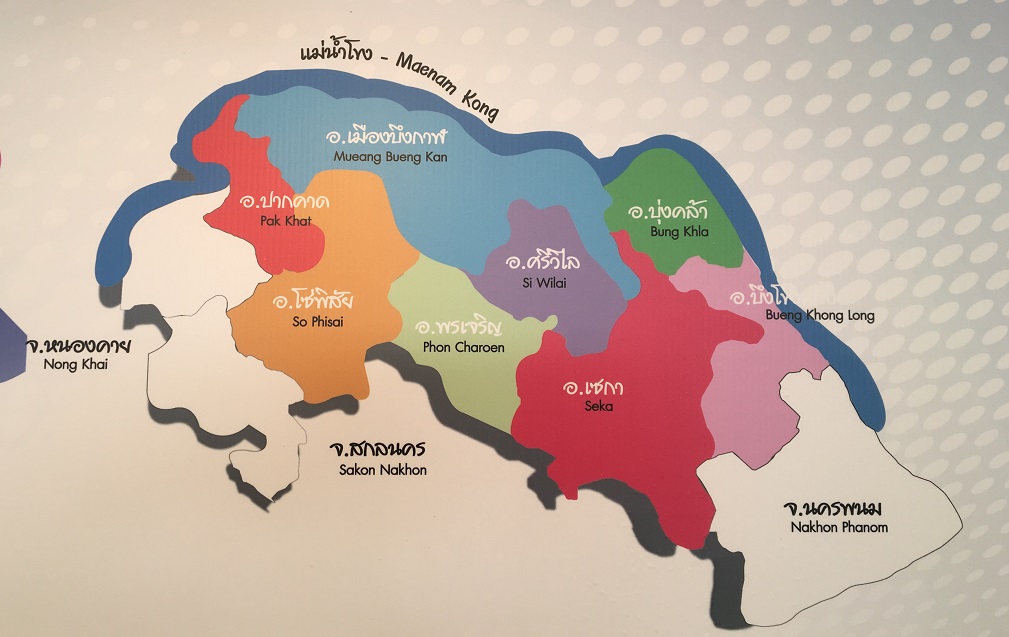 แม่น้ำโขง - Maenam Kong
อ.เมืองบึงกาฬ
Mueang Bueng Kan
อ.ปากคาด
Pak Khat
อ.บุ่งคล้า
Bung Khla
อ.ศรีวิไล
Si Wilai
อ.โซ่พิสัย
So Phisai
อ.บึงโขง
Bueng Khong Long
อ.พรเจริญ
Phon Charoen
จ.หนองคาย
Nong Khai
อ.เซกา
Seka
จ.สกลนคร
Sakon Nakhon
จ.นครพนม
Nakhon Phanom